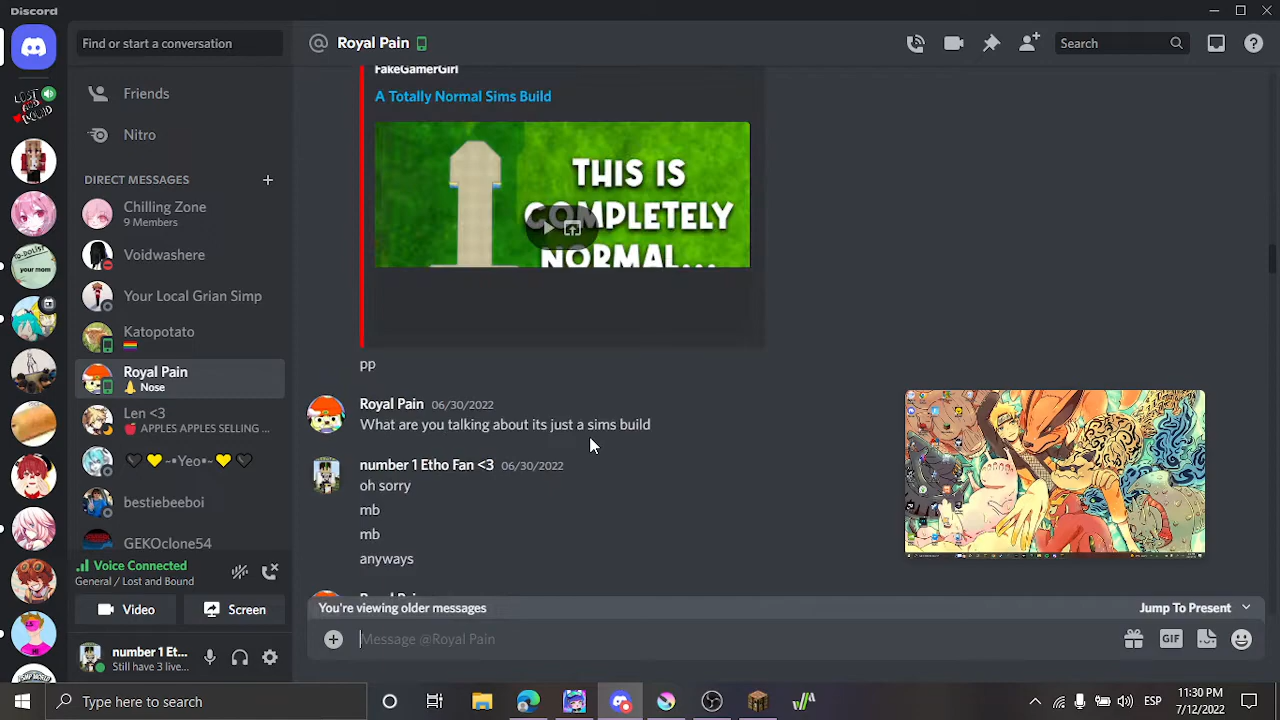 Discord
Find or start a conversation
Royal Pain
Search
Friends
Nitro
DIRECT MESSAGES
Chilling Zone
9 Members
Voidwashere
Your Local Grian Simp
Katopotato
Royal Pain
Nose
Len <3
APPLES APPLES SELLING ...
~•Yeo•~
bestiebeeboi
GEKOclone54
Voice Connected
General / Lost and Bound
Video
Screen
number 1 Et...
Still have 3 live...
your mom
FakeGamerGirl
A Totally Normal Sims Build
THIS IS
COMPLETELY
NORMAL...
pp
Royal Pain 06/30/2022
What are you talking about its just a sims build
number 1 Etho Fan <3 06/30/2022
oh sorry
mb
mb
anyways
You're viewing older messages
Jump To Present
Message @Royal Pain
GIF
Type here to search
ESP
11:30 PM
7/12/2022